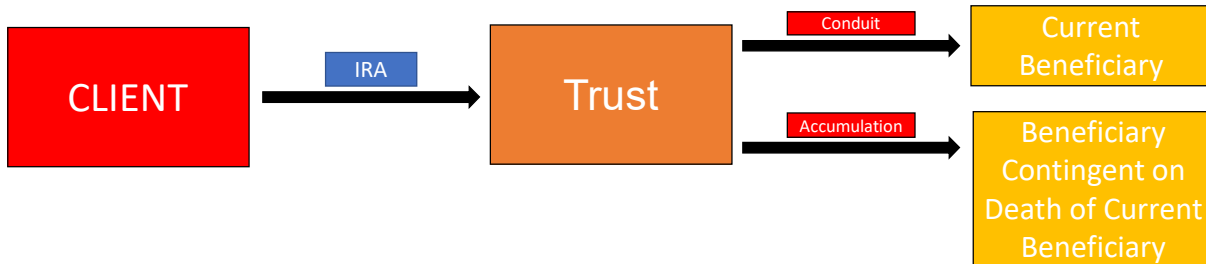 CLIENT
IRA
Trust
Conduit
Current
Beneficiary
Accumulation
Beneficiary
Contingent on
Death of Current
Beneficiary